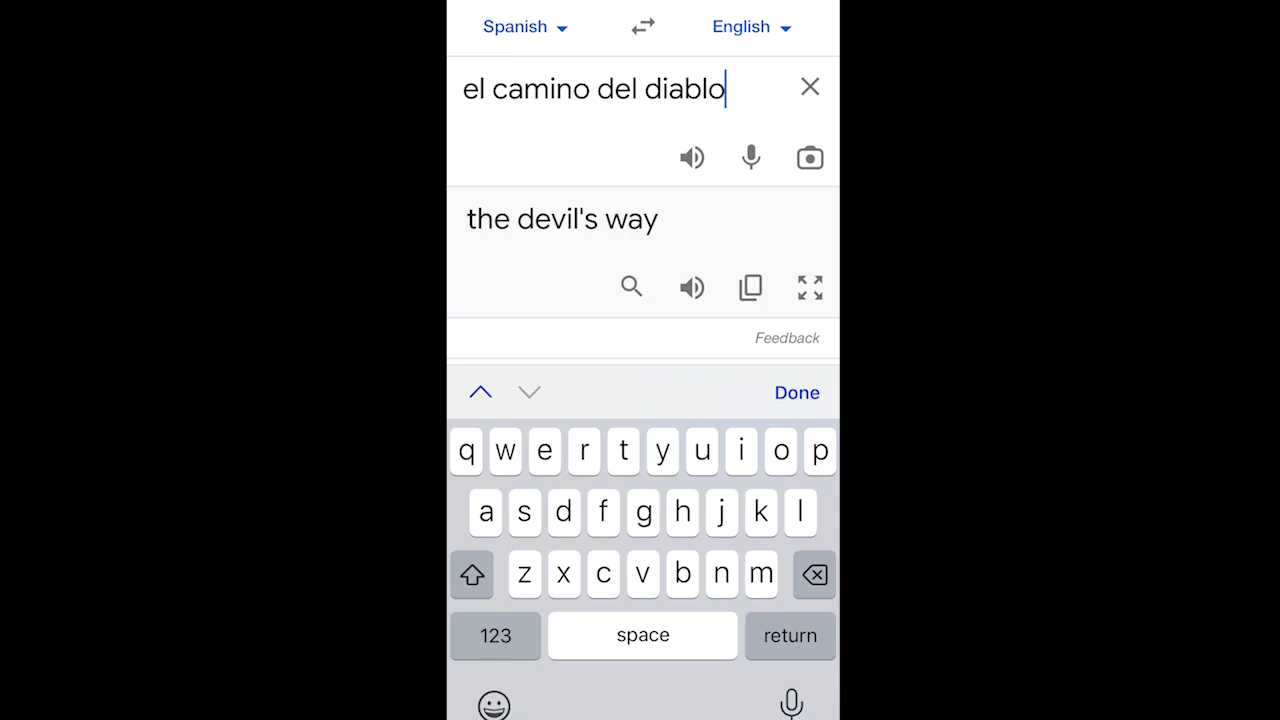 Spanish English
el camino del diablo
the devil's way
Feedback
Done
q w e r t y u i o p
a s d f g h j k l
z x c v b n m
123 space return